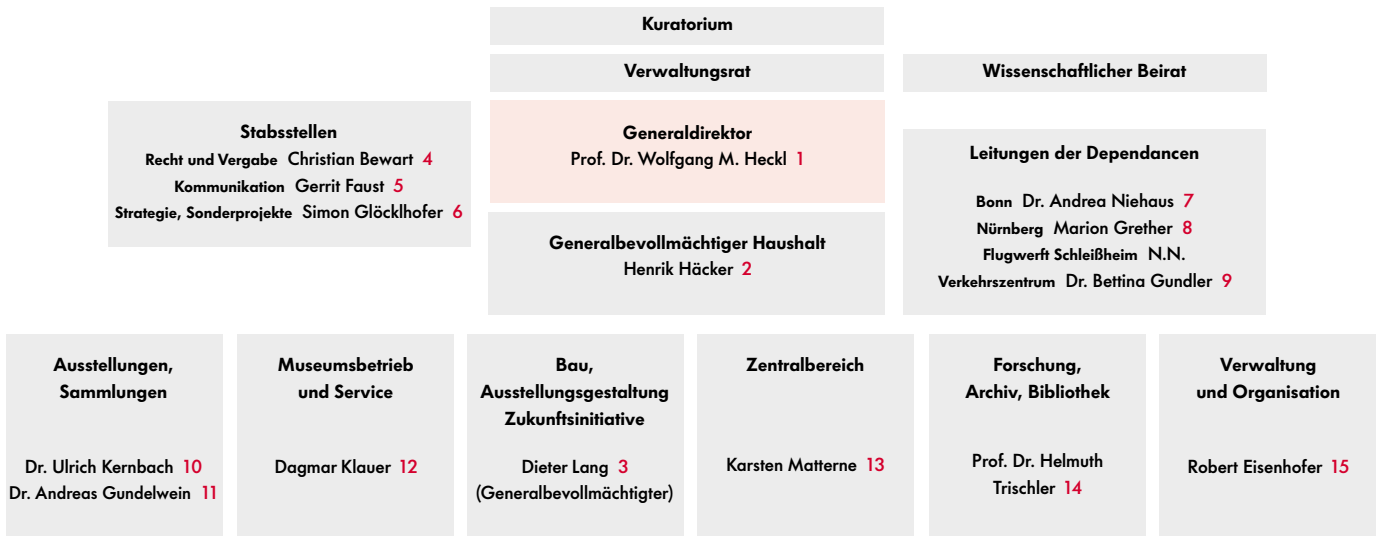 Kuratorium
Verwaltungsrat
Wissenschaftlicher Beirat
Stabsstellen
Recht und Vergabe Christian Bewart 4
Kommunikation Gerrit Faust 5
Strategie, Sonderprojekte Simon Glöcklhofer 6
Generaldirektor
Prof. Dr. Wolfgang M. Heckl 1
Generalbevollmächtiger Haushalt
Henrik Häcker 2
Leitungen der Dependancen
Bonn Dr. Andrea Niehaus 7
Nürnberg Marion Grether 8
Flugwerft Schleißheim N.N.
Verkehrszentrum Dr. Bettina Gundler 9
Ausstellungen,
Sammlungen
Dr. Ulrich Kernbach 10
Dr. Andreas Gundelwein 11
Museumsbetrieb
und Service
Dagmar Klauer 12
Bau,
Ausstellungsgestaltung
Zukunftsinitiative
Dieter Lang 3
(Generalbevollmächtigter)
Zentralbereich
Karsten Matterne 13
Forschung,
Archiv, Bibliothek
Prof. Dr. Helmuth
Trischler 14
Verwaltung
und Organisation
Robert Eisenhofer 15